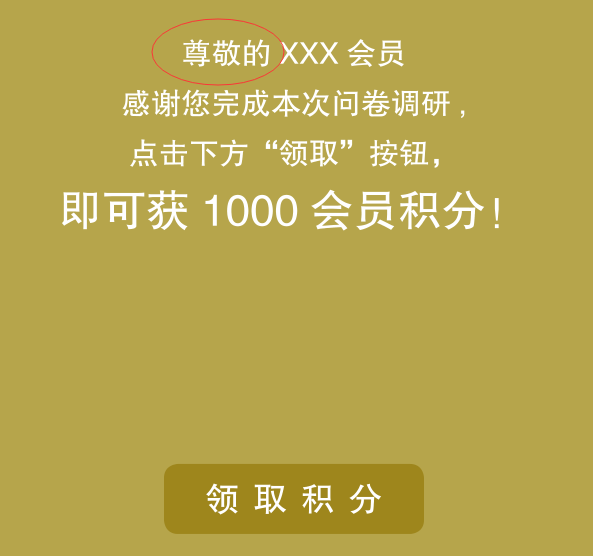 尊敬的 XXX 会员
感谢您完成本次问卷调研，
点击下方“领取”按钮，
即可获 1000 会员积分！
领取积分